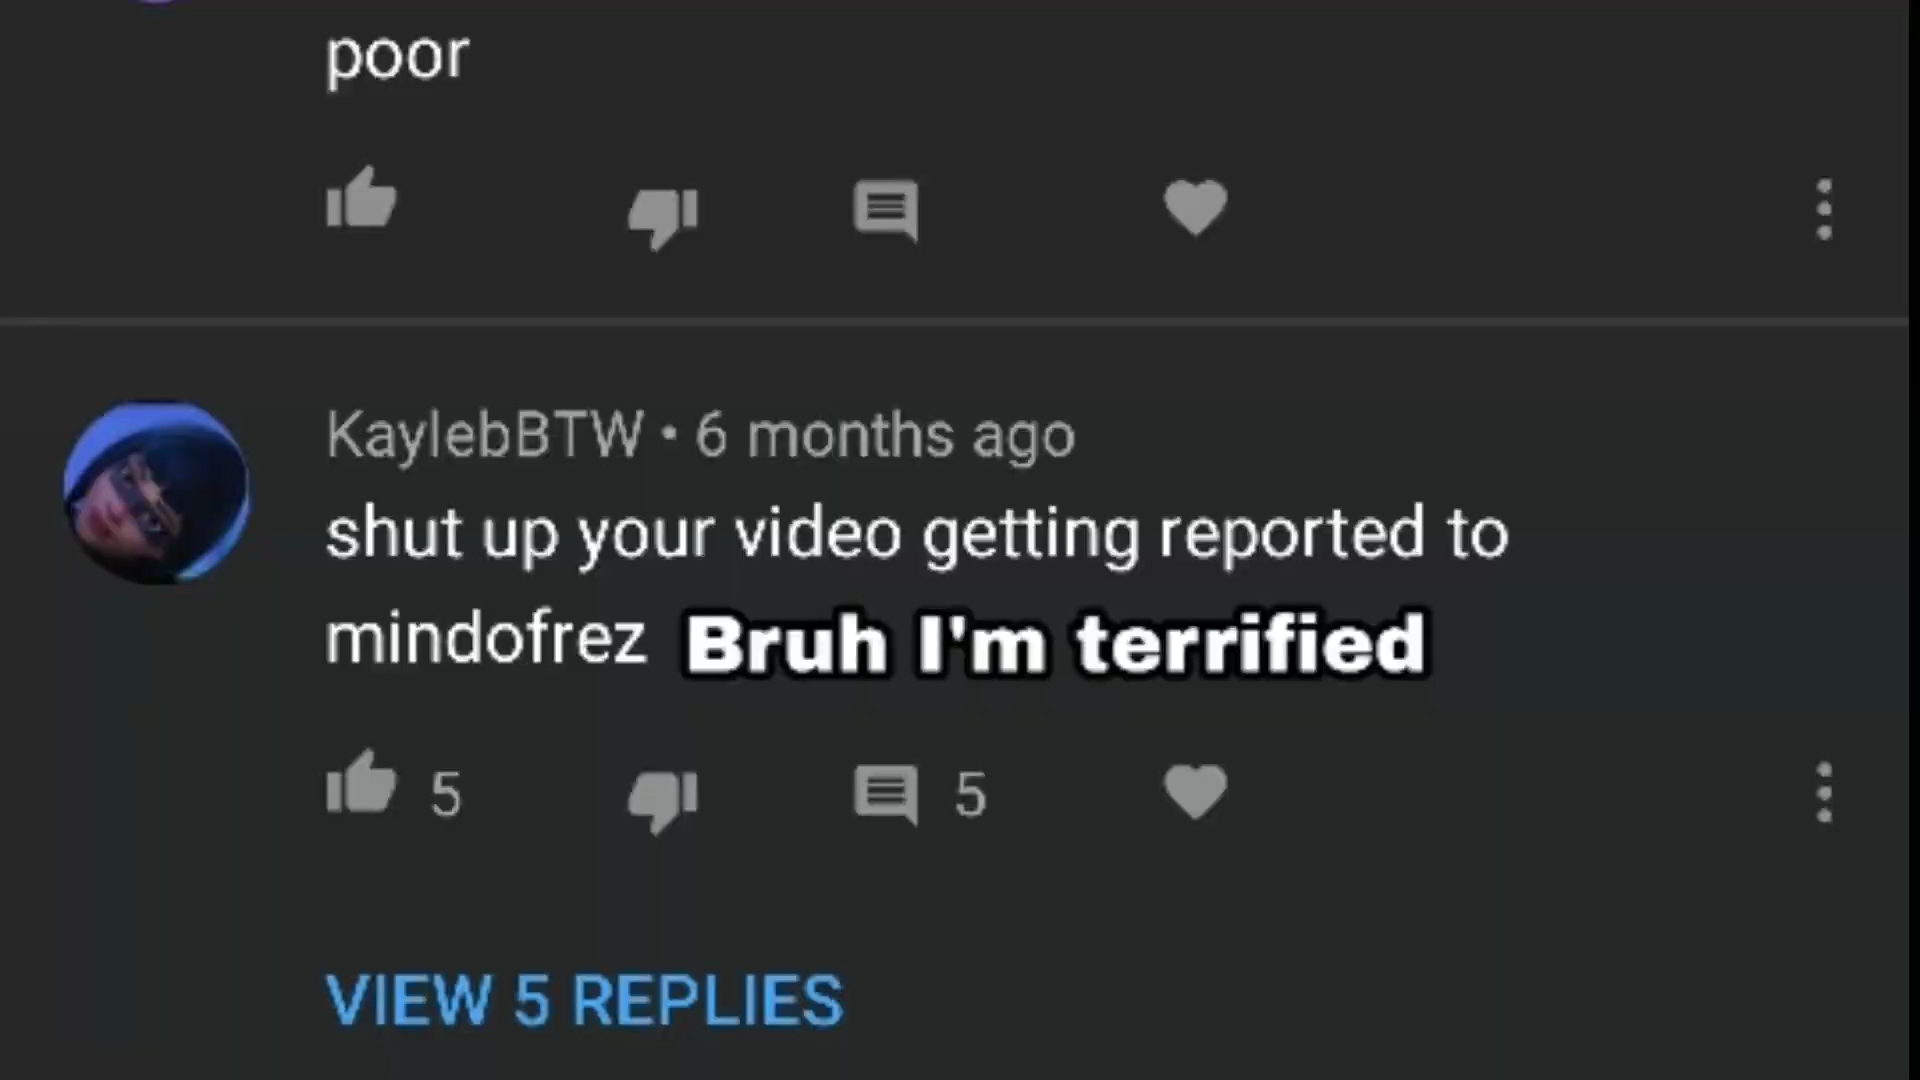 poor
KaylebBTW • 6 months ago
shut up your video getting reported to
mindofrez Bruh I'm terrified
5 5
VIEW 5 REPLIES